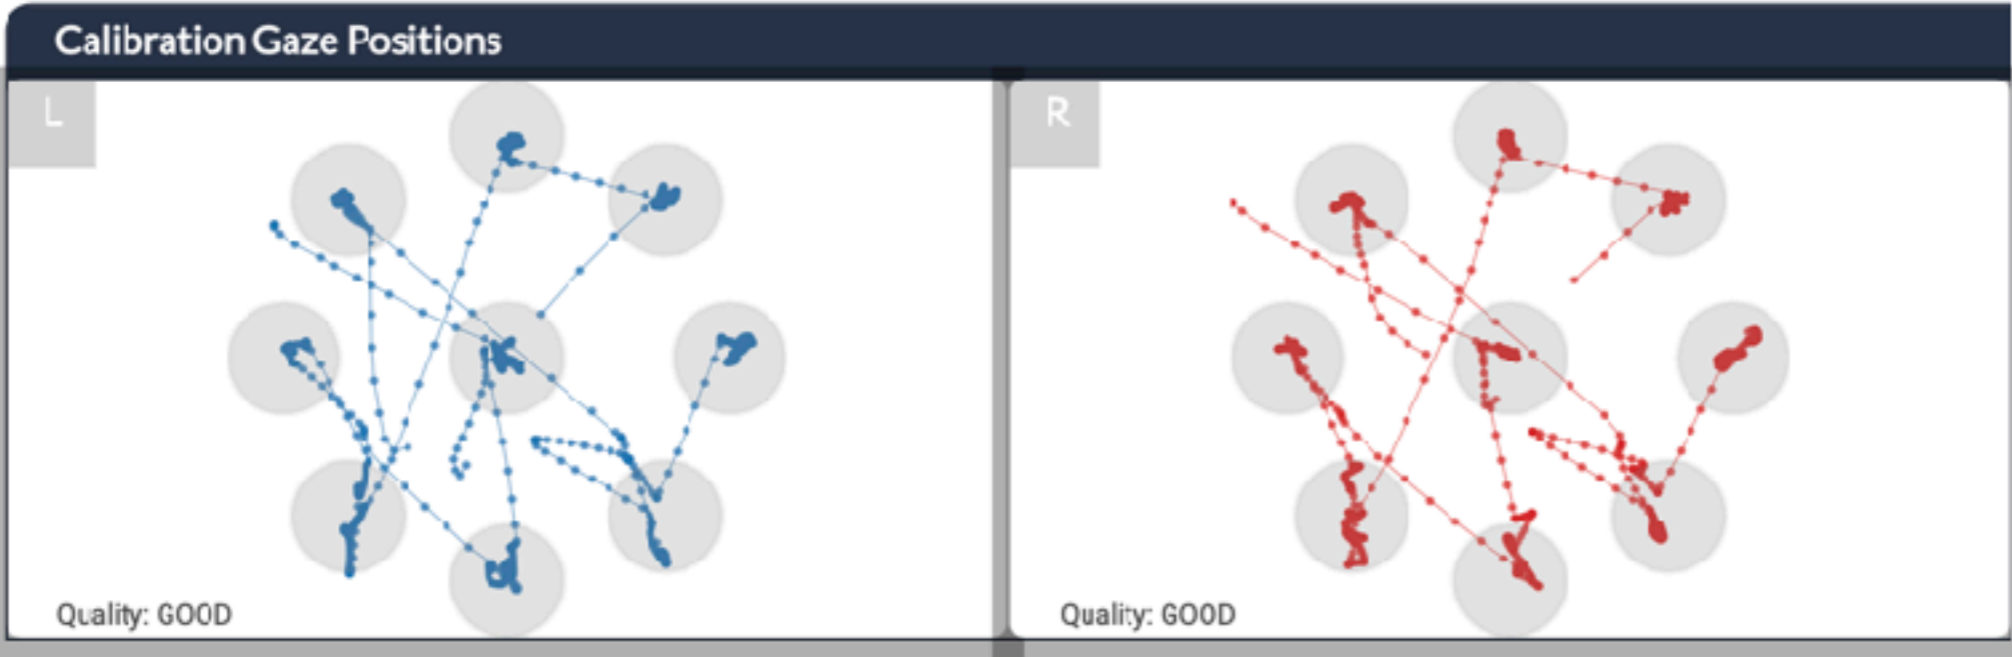 Calibration Gaze Positions
L
R
Quality: GOOD
Quality: GOOD